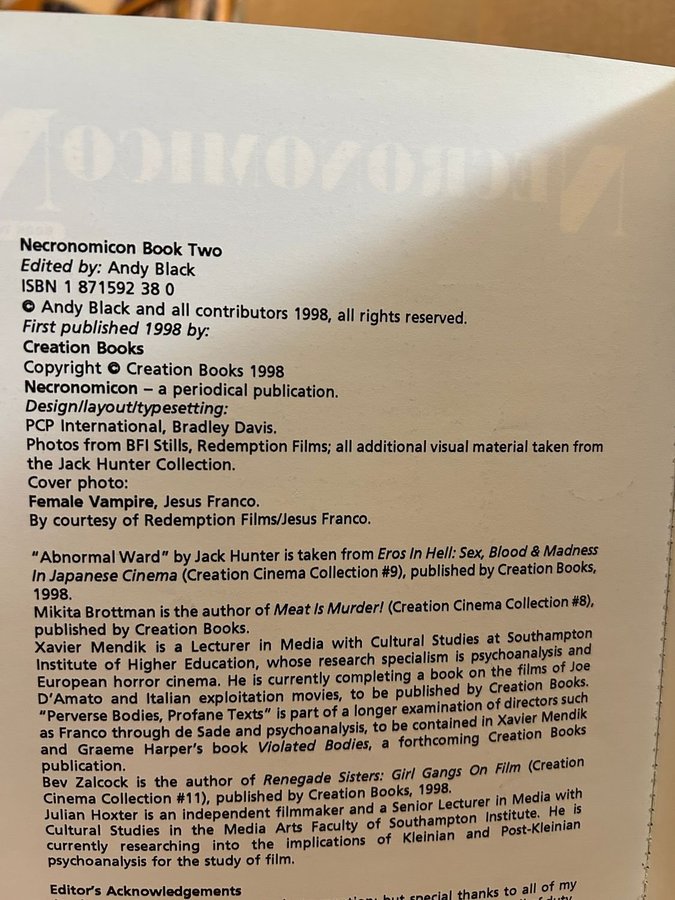 NECRONOMICON
Necronomicon Book Two
Edited by: Andy Black
ISBN 1 871592 38 0
© Andy Black and all contributors 1998, all rights reserved.
First published 1998 by:
Creation Books
Copyright © Creation Books 1998
Necronomicon – a periodical publication.
Design/layout/typesetting:
PCP International, Bradley Davis.
Photos from BFI Stills, Redemption Films; all additional visual material taken from
the Jack Hunter Collection.
Cover photo:
Female Vampire, Jesus Franco.
By courtesy of Redemption Films/Jesus Franco.
“Abnormal Ward” by Jack Hunter is taken from Eros In Hell: Sex, Blood & Madness
In Japanese Cinema (Creation Cinema Collection #9), published by Creation Books,
1998.
Mikita Brottman is the author of Meat Is Murder! (Creation Cinema Collection #8),
published by Creation Books.
Xavier Mendik is a Lecturer in Media with Cultural Studies at Southampton
Institute of Higher Education, whose research specialism is psychoanalysis and
European horror cinema. He is currently completing a book on the films of Joe
D’Amato and Italian exploitation movies, to be published by Creation Books.
“Perverse Bodies, Profane Texts” is part of a longer examination of directors such
as Franco through de Sade and psychoanalysis, to be contained in Xavier Mendik
and Graeme Harper’s book Violated Bodies, a forthcoming Creation Books
publication.
Bev Zalcock is the author of Renegade Sisters: Girl Gangs On Film (Creation
Cinema Collection #11), published by Creation Books, 1998.
Julian Hoxter is an independent filmmaker and a Senior Lecturer in Media with
Cultural Studies in the Media Arts Faculty of Southampton Institute. He is
currently researching into the implications of Kleinian and Post-Kleinian
psychoanalysis for the study of film.
Editor’s Acknowledgements
but special thanks to all of my